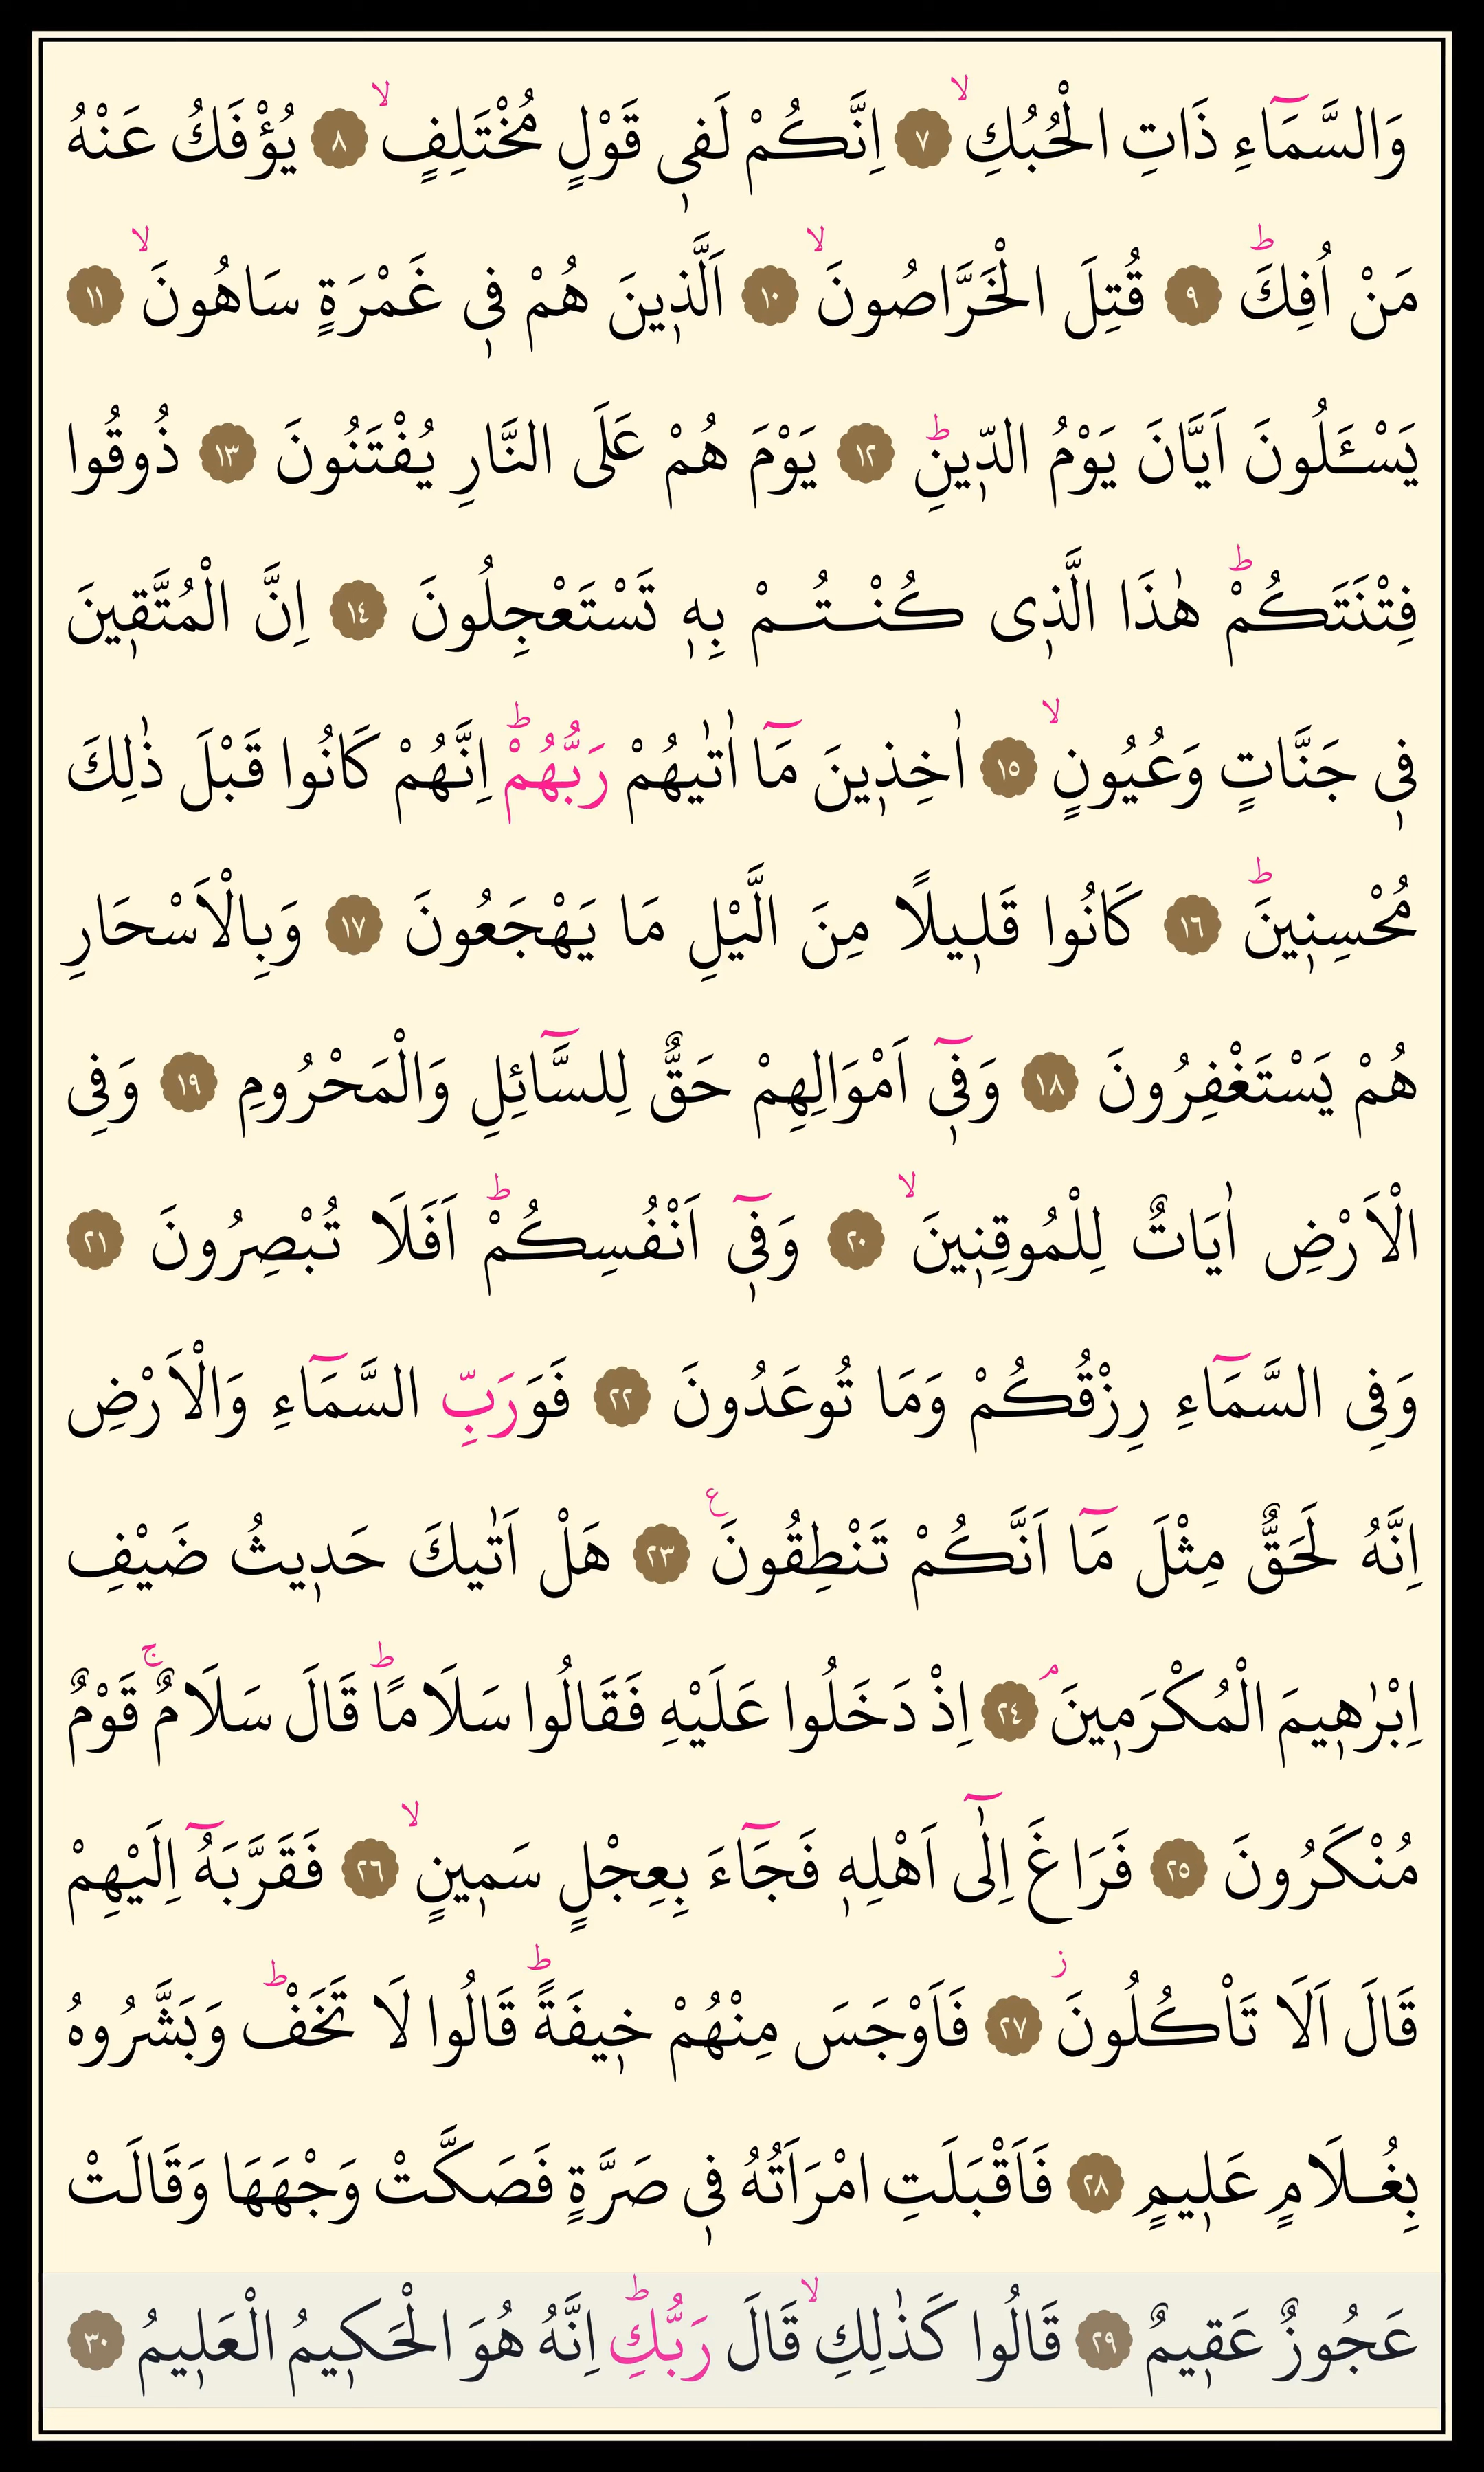 وَالسَّمَٓاءِ ذَاتِ الْحُبُكِۙ ٧ اِنَّكُمْ لَفٖي قَوْلٍ مُخْتَلِفٍۙ ٨ يُؤْفَكُ عَنْهُ
مَنْ اُفِكَۜ ٩ قُتِلَ الْخَرَّاصُونَۙ ١٠ اَلَّذٖينَ هُمْ فٖي غَمْرَةٍ سَاهُونَۙ ١١
يَسْـَٔلُونَ اَيَّانَ يَوْمُ الدّٖينِۜ ١٢ يَوْمَ هُمْ عَلَى النَّارِ يُفْتَنُونَ ١٣ ذُوقُوا
فِتْنَتَكُمْۜ هٰذَا الَّذٖى كُنْتُمْ بِهٖ تَسْتَعْجِلُونَ ١٤ اِنَّ الْمُتَّقٖينَ
فٖي جَنَّاتٍ وَعُيُونٍۙ ١٥ اٰخِذٖينَ مَٓا اٰتٰيهُمْ رَبُّهُمْۜ اِنَّهُمْ كَانُوا قَبْلَ ذٰلِكَ
مُحْسِنٖينَۜ ١٦ كَانُوا قَلٖيلًا مِنَ الَّيْلِ مَا يَهْجَعُونَ ١٧ وَبِالْاَسْحَارِ
هُمْ يَسْتَغْفِرُونَ ١٨ وَفٖٓي اَمْوَالِهِمْ حَقٌّ لِلسَّٓائِلِ وَالْمَحْرُومِ ١٩ وَفِى
الْاَرْضِ اٰيَاتٌ لِلْمُوقِنٖينَۙ ٢٠ وَفٖٓي اَنْفُسِكُمْۜ اَفَلَا تُبْصِرُونَ ٢١
وَفِى السَّمَٓاءِ رِزْقُكُمْ وَمَا تُوعَدُونَ ٢٢ فَوَرَبِّ السَّمَٓاءِ وَالْاَرْضِ
اِنَّهُ لَحَقٌّ مِثْلَ مَٓا اَنَّكُمْ تَنْطِقُونَࣖ ٢٣ هَلْ اَتٰيكَ حَدٖيثُ ضَيْفِ
اِبْرٰهٖيمَ الْمُكْرَمٖينَۢ ٢٤ اِذْ دَخَلُوا عَلَيْهِ فَقَالُوا سَلَامًاۜ قَالَ سَلَامٌۚ قَوْمٌ
مُنْكَرُونَ ٢٥ فَرَاغَ اِلٰٓى اَهْلِهٖ فَجَٓاءَ بِعِجْلٍ سَمٖينٍۙ ٢٦ فَقَرَّبَهُٓ اِلَيْهِمْ
قَالَ اَلَا تَاْكُلُونَؗ ٢٧ فَاَوْجَسَ مِنْهُمْ خٖيفَةًۜ قَالُوا لَا تَخَفْۜ وَبَشَّرُوهُ
بِغُلَامٍ عَلٖيمٍ ٢٨ فَاَقْبَلَتِ امْرَاَتُهُ فٖي صَرَّةٍ فَصَكَّتْ وَجْهَهَا وَقَالَتْ
عَجُوزٌ عَقٖيمٌ ٢٩ قَالُوا كَذٰلِكِۙ قَالَ رَبُّكِۜ اِنَّهُ هُوَ الْحَكٖيمُ الْعَلٖيمُ ٣٠